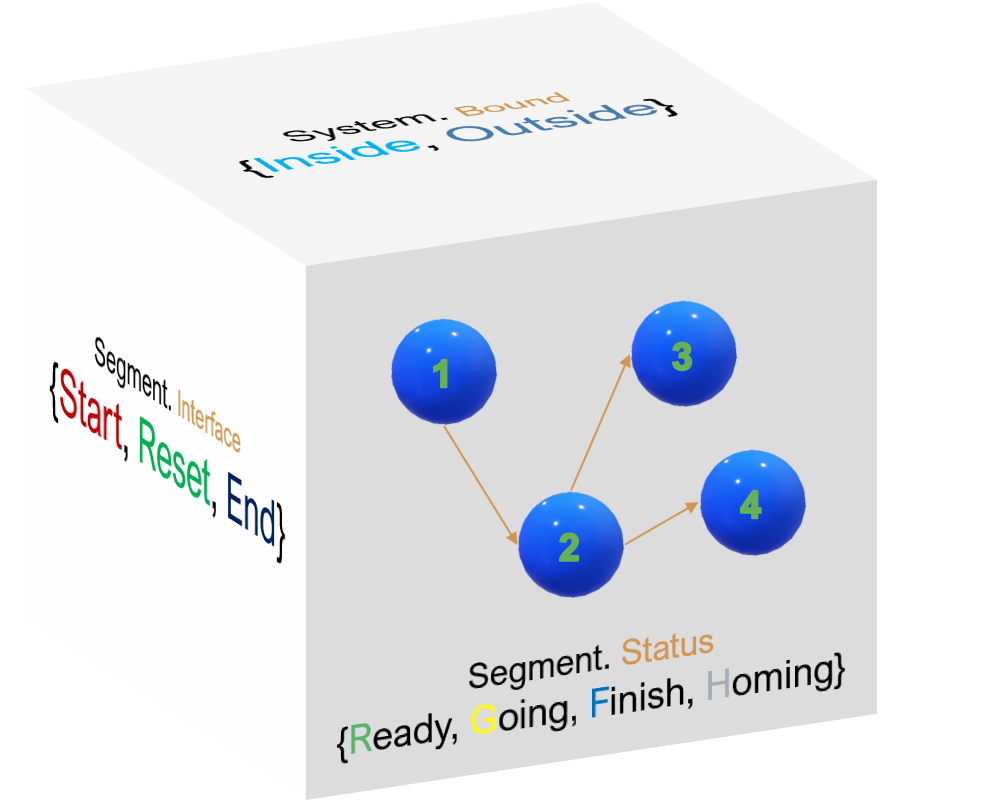 System. Bound
{Inside, Outside}
Segment. Interface
{Start, Reset, End}
1
3
2
4
Segment. Status
{Ready, Going, Finish, Homing}